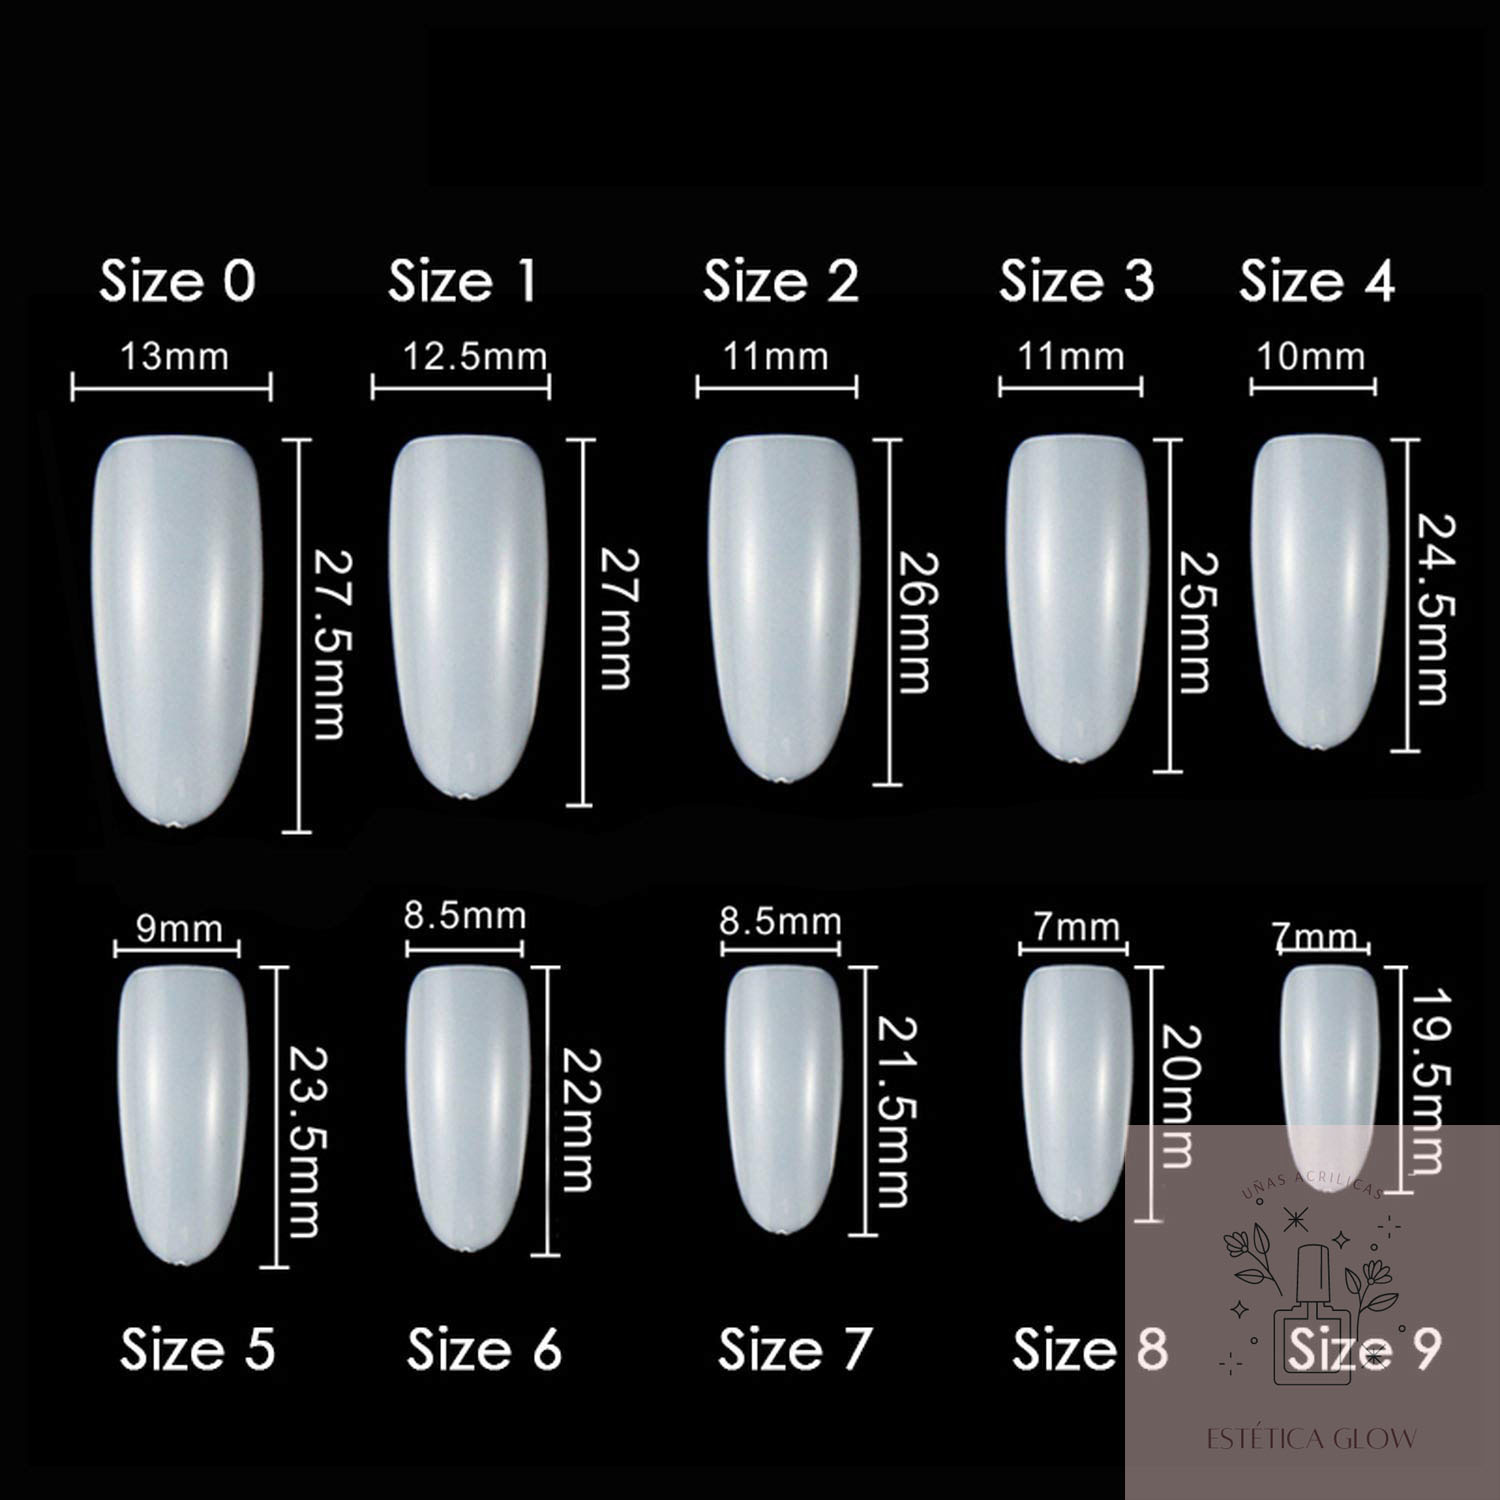 Size 0 Size 1 Size 2 Size 3 Size 4
13mm 12.5mm 11mm 11mm 10mm
27.5mm 27mm 26mm 25mm 24.5mm
9mm 8.5mm 8.5mm 7mm 7mm
23.5mm 22mm 21.5mm 20mm 19.5mm
UÑAS ACRILICAS
Size 5 Size 6 Size 7 Size 8 Size 9
ESTÉTICA GLOW